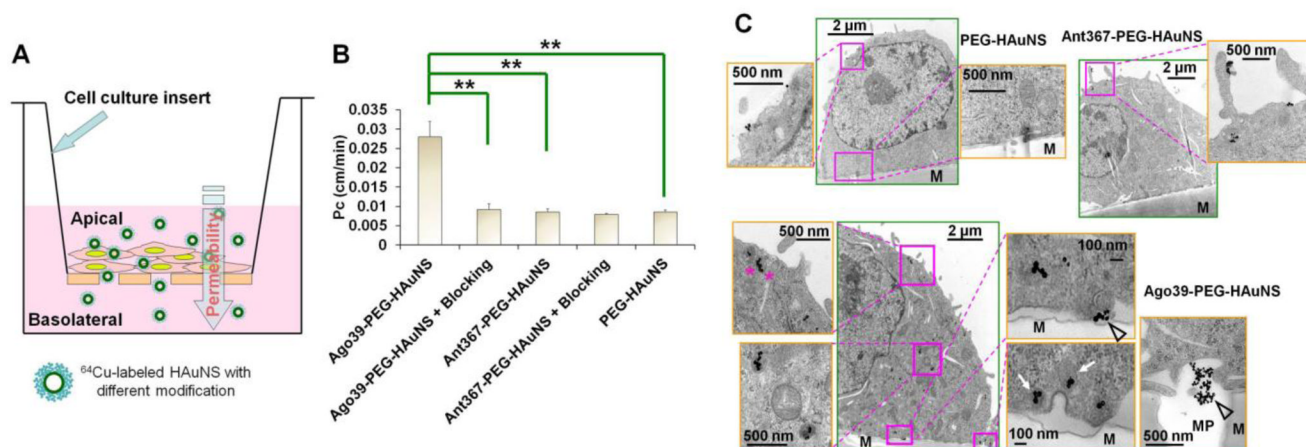 A
Cell culture insert
Apical
Permeability
Basolateral
⁶⁴Cu-labeled HAuNS with
different modification
B
**
**
**
Pc (cm/min)
0.035
0.03
0.025
0.02
0.015
0.01
0.005
0
Ago39-PEG-HAuNS
Ago39-PEG-HAuNS + Blocking
Ant367-PEG-HAuNS
Ant367-PEG-HAuNS + Blocking
PEG-HAuNS
C
2 μm
PEG-HAuNS
500 nm
500 nm
M
M
Ant367-PEG-HAuNS
500 nm
2 μm
M
500 nm
* *
500 nm
2 μm
M
100 nm
M
Ago39-PEG-HAuNS
M
100 nm
MP
M
500 nm